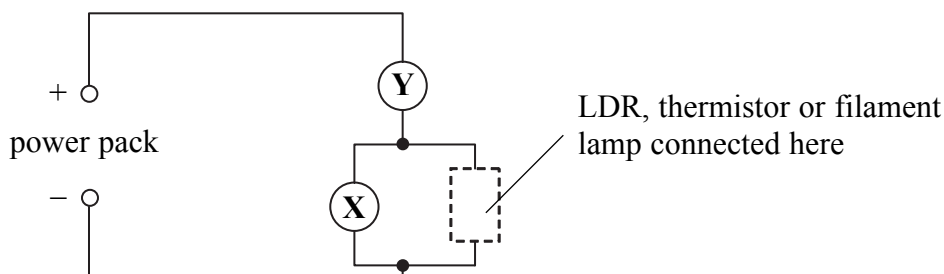 +
power pack
−
Y
X
LDR, thermistor or filament
lamp connected here